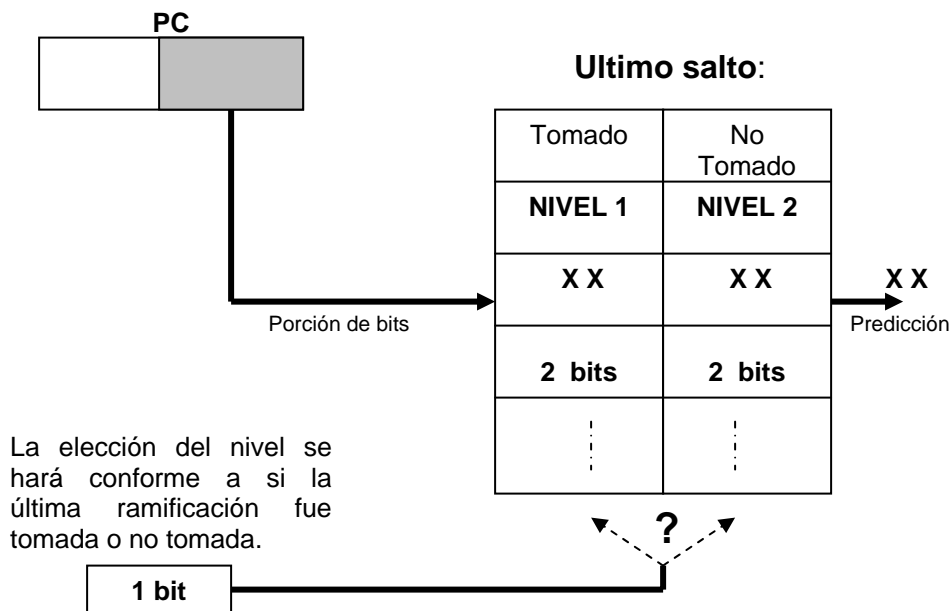 PC
Ultimo salto:
Tomado
No
Tomado
NIVEL 1
NIVEL 2
X X
X X
X X
Porción de bits
Predicción
2 bits
2 bits
La elección del nivel se
hará conforme a si la
última ramificación fue
tomada o no tomada.
?
1 bit